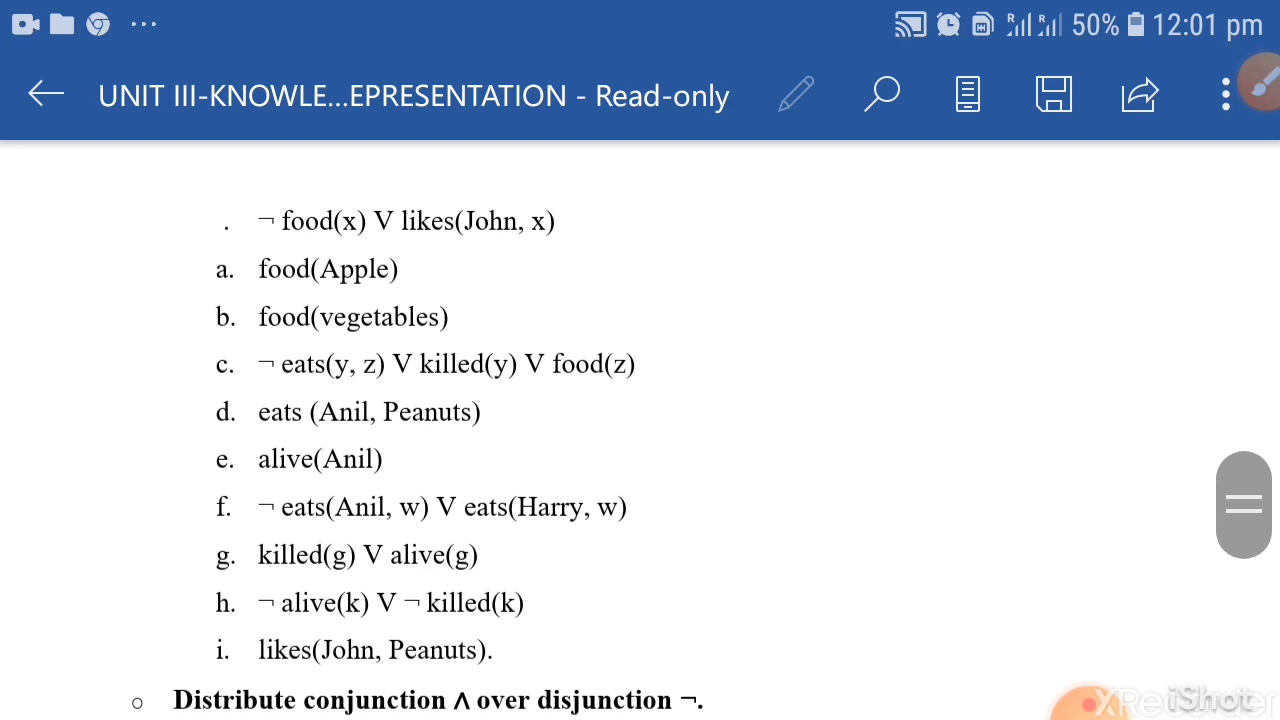 ... 50% 12:01 pm
UNIT III-KNOWLE...EPRESENTATION - Read-only
. ¬ food(x) V likes(John, x)
a. food(Apple)
b. food(vegetables)
c. ¬ eats(y, z) V killed(y) V food(z)
d. eats (Anil, Peanuts)
e. alive(Anil)
f. ¬ eats(Anil, w) V eats(Harry, w)
g. killed(g) V alive(g)
h. ¬ alive(k) V ¬ killed(k)
i. likes(John, Peanuts).
○ Distribute conjunction ∧ over disjunction ¬.
iShot